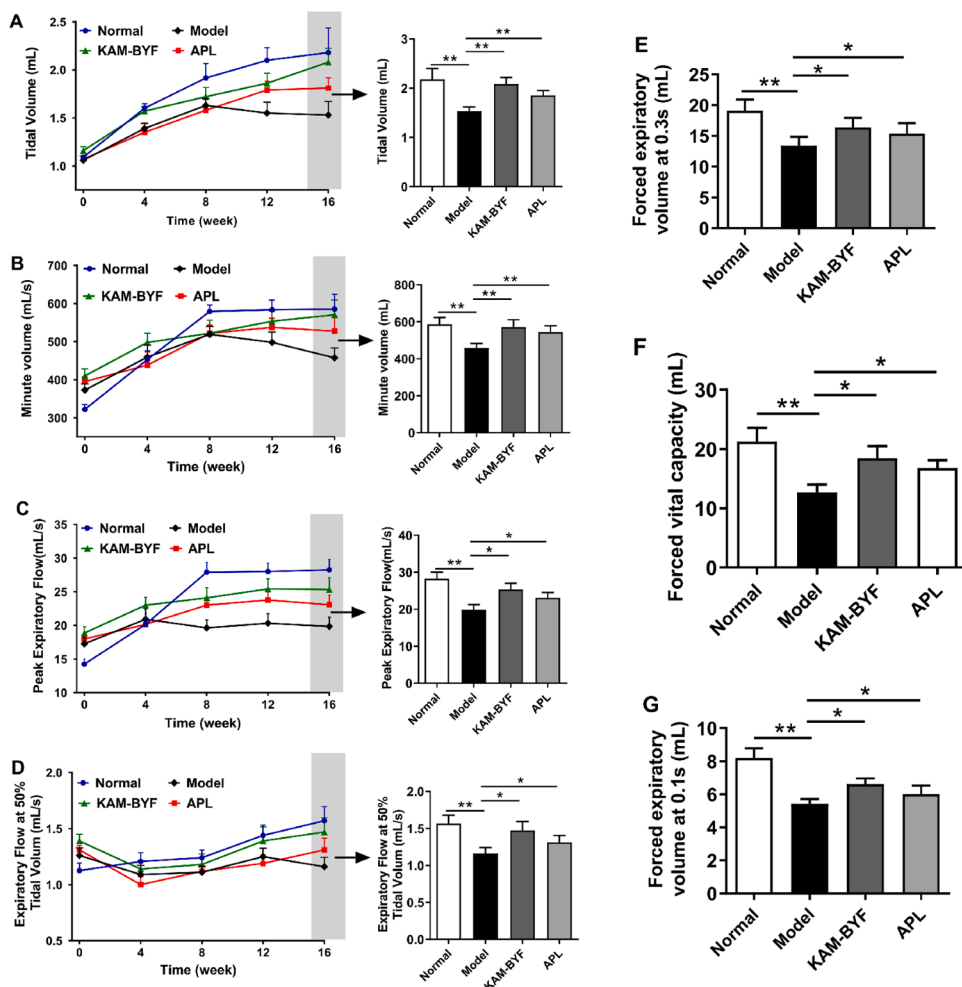 A
Tidal Volume (mL)
2.5
2.0
1.5
1.0
Normal
Model
KAM-BYF
APL
0
4
8
12
16
Time (week)
Tidal Volume (mL)
3
2
1
0
**
**
**
Normal
Model
KAM-BYF
APL
B
Minute volume (mL/s)
700
600
500
400
300
Normal
Model
KAM-BYF
APL
0
4
8
12
16
Time (week)
Minute volume (mL)
800
600
400
200
0
**
**
**
Normal
Model
KAM-BYF
APL
C
Peak Expiratory Flow(mL/s)
35
30
25
20
15
10
Normal
Model
KAM-BYF
APL
0
4
8
12
16
Time (week)
Peak Expiratory Flow(mL/s)
40
30
20
10
0
**
*
*
Normal
Model
KAM-BYF
APL
D
Expiratory Flow at 50%
Tidal Volum (mL/s)
2.0
1.5
1.0
0.5
Normal
Model
KAM-BYF
APL
0
4
8
12
16
Time (week)
Expiratory Flow at 50%
Tidal Volume (mL/s)
2.0
1.5
1.0
0.5
0.0
**
*
*
Normal
Model
KAM-BYF
APL
E
Forced expiratory
volume at 0.3s (mL)
25
20
15
10
5
0
**
*
*
Normal
Model
KAM-BYF
APL
F
Forced vital capacity (mL)
30
20
10
0
**
*
*
Normal
Model
KAM-BYF
APL
G
Forced expiratory
volume at 0.1s (mL)
10
8
6
4
2
0
**
*
*
Normal
Model
KAM-BYF
APL